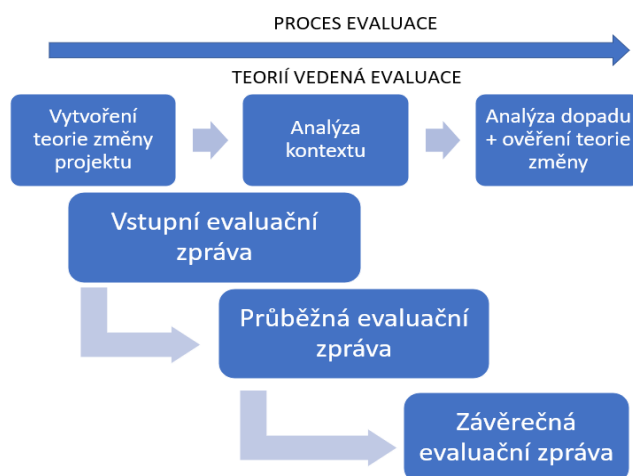 PROCES EVALUACE
TEORIÍ VEDENÁ EVALUACE
Vytvoření
teorie změny
projektu
Analýza
kontextu
Analýza dopadu
+ ověření teorie
změny
Vstupní evaluační
zpráva
Průběžná evaluační
zpráva
Závěrečná
evaluační zpráva